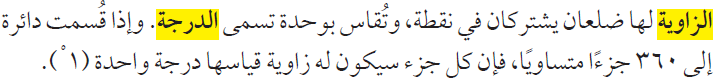 الزاوية لها ضلعان يشتركان في نقطة، وتُقاس بوحدة تسمى الدرجة. وإذا قُسمت دائرة
إلى ٣٦٠ جزءًا متساويًا، فإن كل جزء سيكون له زاوية قياسها درجة واحدة (١°).